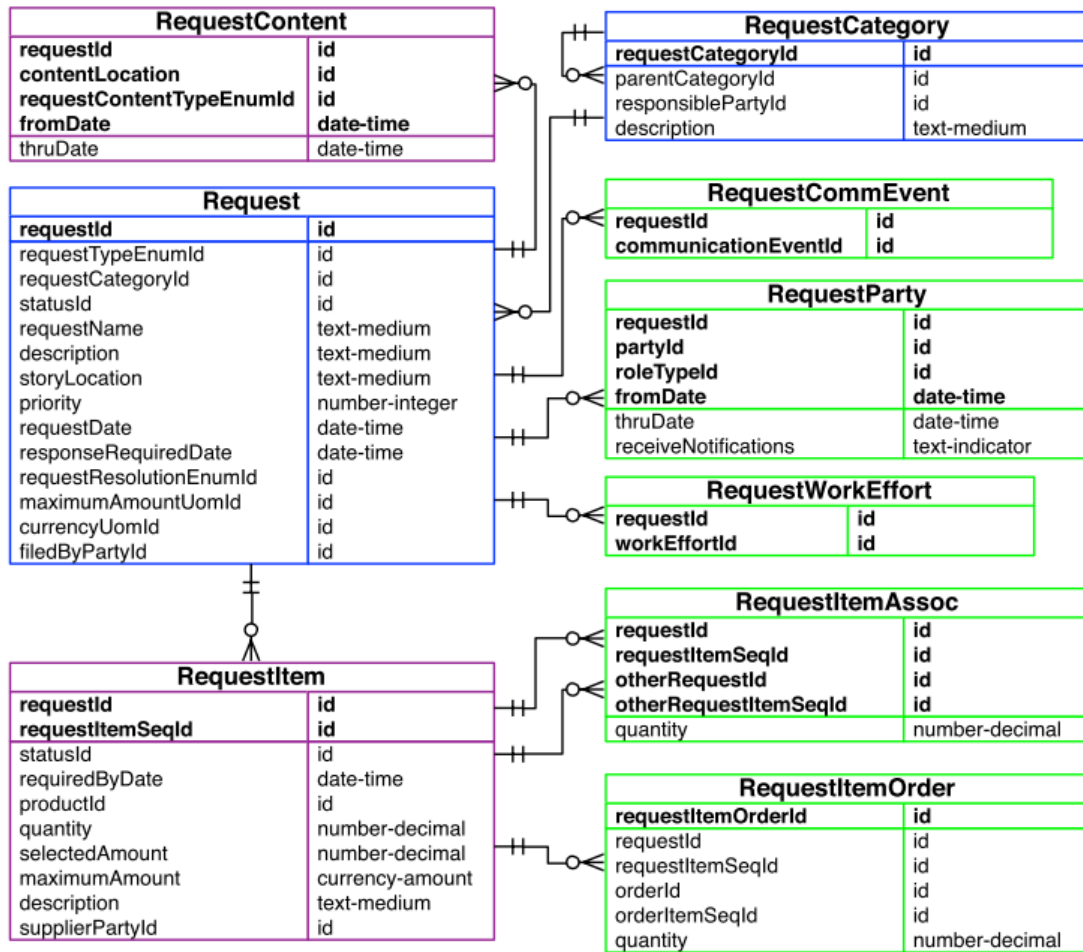 RequestContent
requestId id
contentLocation id
requestContentTypeEnumId id
fromDate date-time
thruDate date-time
Request
requestId id
requestTypeEnumId id
requestCategoryId id
statusId id
requestName text-medium
description text-medium
storyLocation text-medium
priority number-integer
requestDate date-time
responseRequiredDate date-time
requestResolutionEnumId id
maximumAmountUomId id
currencyUomId id
filedByPartyId id
RequestItem
requestId id
requestItemSeqId id
statusId id
requiredByDate date-time
productId id
quantity number-decimal
selectedAmount number-decimal
maximumAmount currency-amount
description text-medium
supplierPartyId id
RequestCategory
requestCategoryId id
parentCategoryId id
responsiblePartyId id
description text-medium
RequestCommEvent
requestId id
communicationEventId id
RequestParty
requestId id
partyId id
roleTypeId id
fromDate date-time
thruDate date-time
receiveNotifications text-indicator
RequestWorkEffort
requestId id
workEffortId id
RequestItemAssoc
requestId id
requestItemSeqId id
otherRequestId id
otherRequestItemSeqId id
quantity number-decimal
RequestItemOrder
requestItemOrderId id
requestId id
requestItemSeqId id
orderId id
orderItemSeqId id
quantity number-decimal